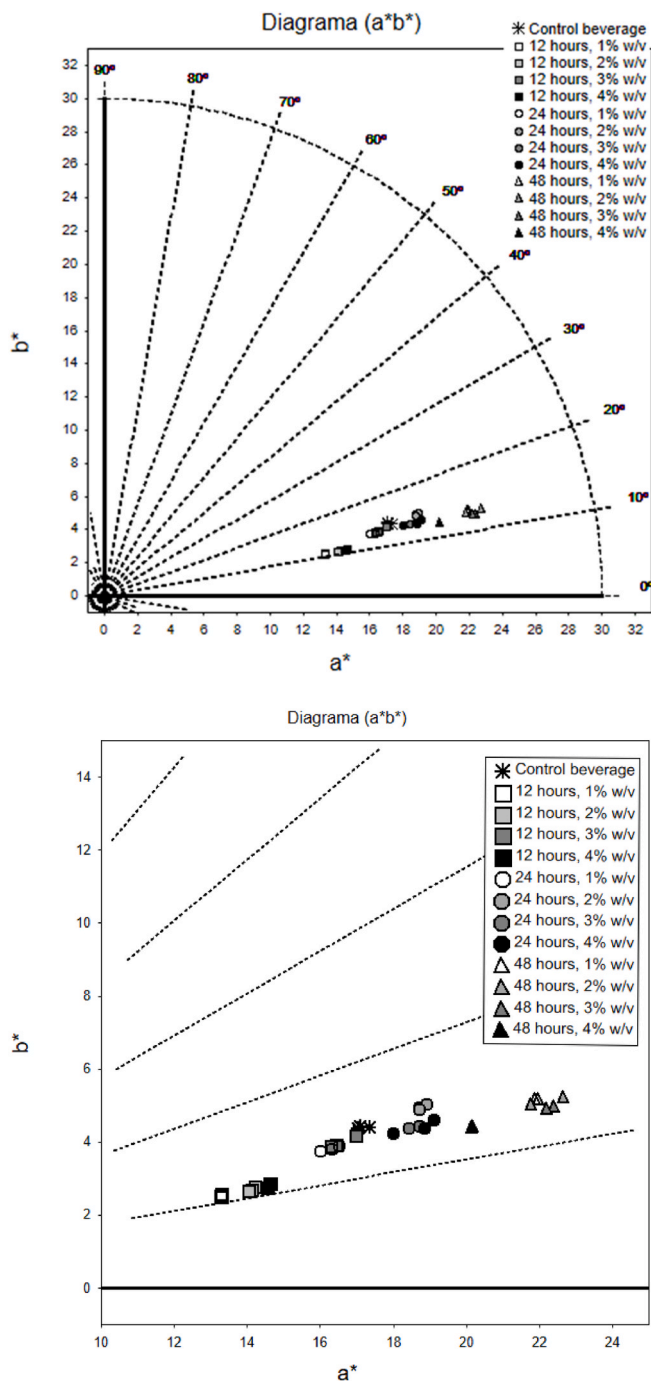 Diagrama (a*b*)
Control beverage
12 hours, 1% w/v
12 hours, 2% w/v
12 hours, 3% w/v
12 hours, 4% w/v
24 hours, 1% w/v
24 hours, 2% w/v
24 hours, 3% w/v
24 hours, 4% w/v
48 hours, 1% w/v
48 hours, 2% w/v
48 hours, 3% w/v
48 hours, 4% w/v
90º
80º
70º
60º
50º
40º
30º
20º
10º
0º
32
30
28
26
24
22
20
18
16
14
12
10
8
6
4
2
0
b*
0 2 4 6 8 10 12 14 16 18 20 22 24 26 28 30 32
a*
Diagrama (a*b*)
Control beverage
12 hours, 1% w/v
12 hours, 2% w/v
12 hours, 3% w/v
12 hours, 4% w/v
24 hours, 1% w/v
24 hours, 2% w/v
24 hours, 3% w/v
24 hours, 4% w/v
48 hours, 1% w/v
48 hours, 2% w/v
48 hours, 3% w/v
48 hours, 4% w/v
14
12
10
8
6
4
2
0
b*
10 12 14 16 18 20 22 24
a*